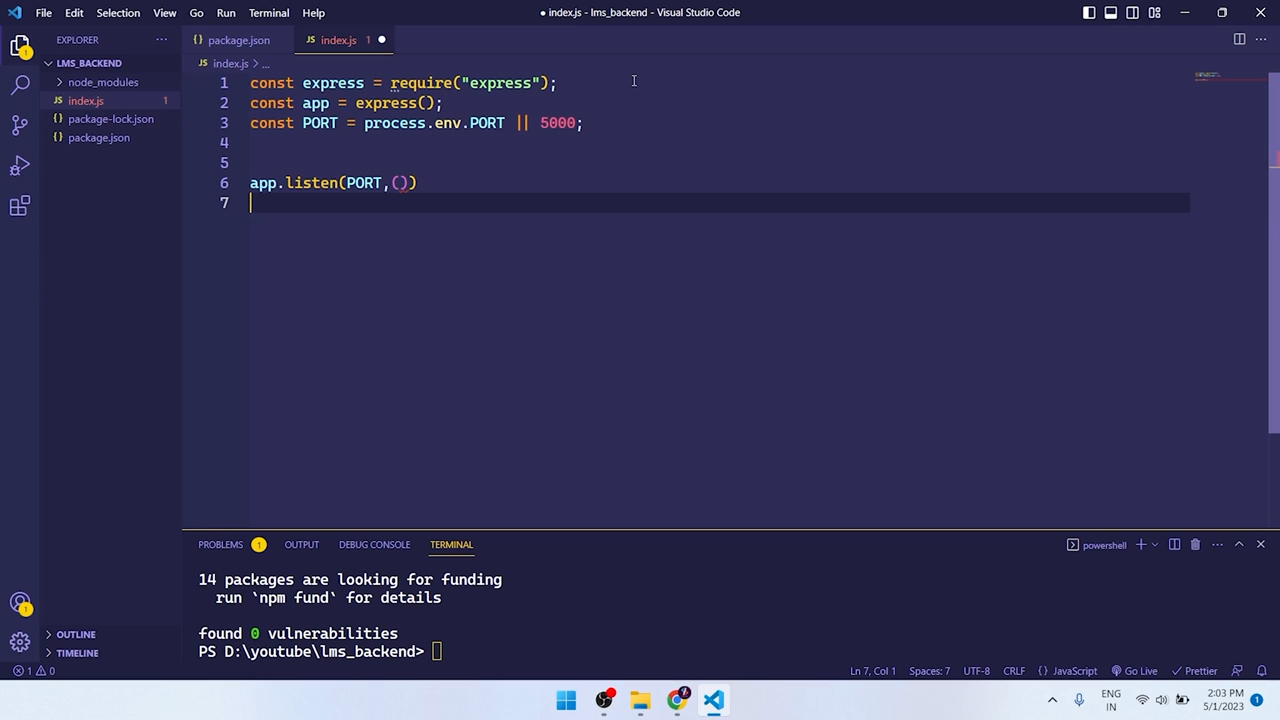 File Edit Selection View Go Run Terminal Help
● index.js - lms_backend - Visual Studio Code
EXPLORER ···
{} package.json
JS index.js 1 ●
LMS_BACKEND
JS index.js > ...
node_modules
JS index.js 1
package-lock.json
package.json
1 const express = require("express");
2 const app = express();
3 const PORT = process.env.PORT || 5000;
4
5
6 app.listen(PORT,())
7
PROBLEMS 1 OUTPUT DEBUG CONSOLE TERMINAL
powershell
14 packages are looking for funding
run `npm fund` for details
found 0 vulnerabilities
PS D:\youtube\lms_backend>
OUTLINE
TIMELINE
1 0
Ln 7, Col 1 Spaces: 7 UTF-8 CRLF {} JavaScript Go Live Prettier
1
1
ENG
IN
2:03 PM
5/1/2023
1